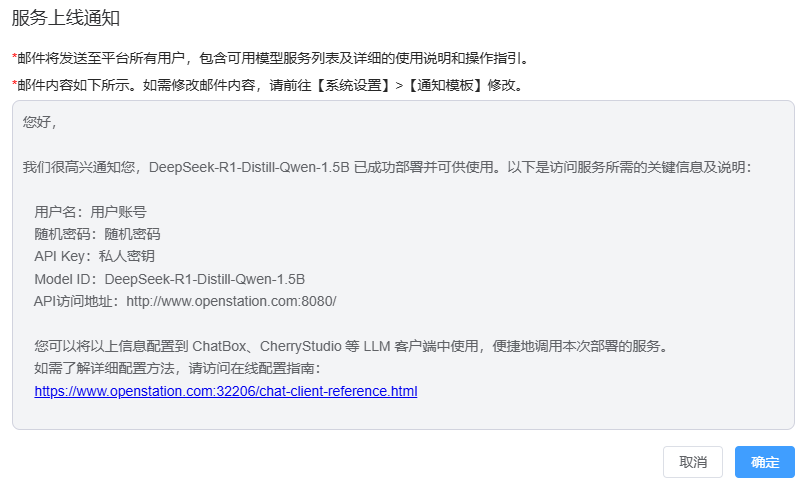 服务上线通知
*邮件将发送至平台所有用户，包含可用模型服务列表及详细的使用说明和操作指引。
*邮件内容如下所示。如需修改邮件内容，请前往【系统设置】>【通知模板】修改。
您好，
我们很高兴通知您，DeepSeek-R1-Distill-Qwen-1.5B 已成功部署并可供使用。以下是访问服务所需的关键信息及说明：
用户名：用户账号
随机密码：随机密码
API Key：私人密钥
Model ID：DeepSeek-R1-Distill-Qwen-1.5B
API访问地址：http://www.openstation.com:8080/
您可以将以上信息配置到 ChatBox、CherryStudio 等 LLM 客户端中使用，便捷地调用本次部署的服务。
如需了解详细配置方法，请访问在线配置指南：
https://www.openstation.com:32206/chat-client-reference.html
取消 确定